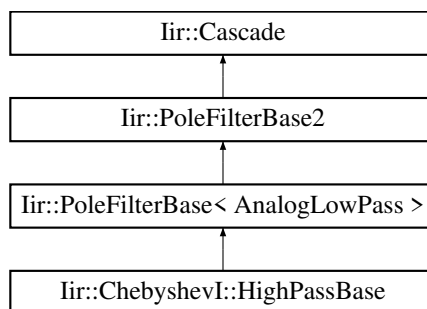 Iir::Cascade
Iir::PoleFilterBase2
Iir::PoleFilterBase< AnalogLowPass >
Iir::ChebyshevI::HighPassBase